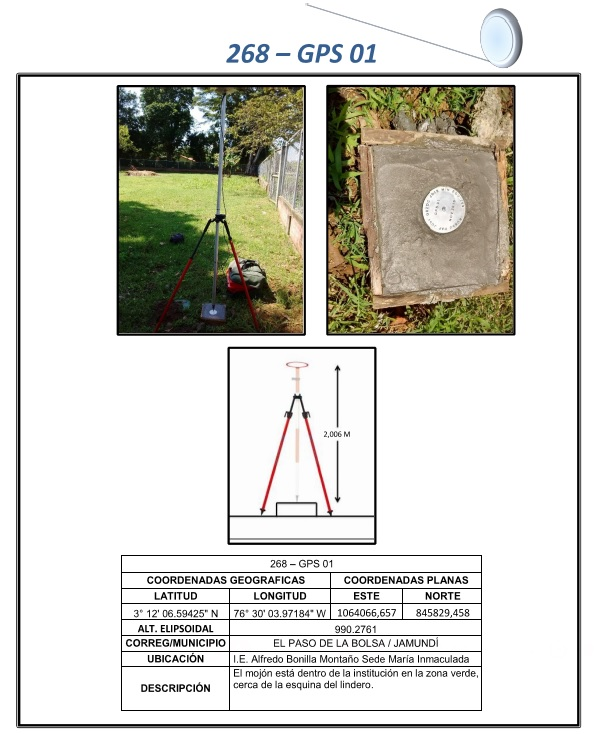 268 – GPS 01
2,006 M
268 – GPS 01
COORDENADAS GEOGRAFICAS COORDENADAS PLANAS
LATITUD LONGITUD ESTE NORTE
3° 12' 06.59425" N 76° 30' 03.97184" W 1064066,657 845829,458
ALT. ELIPSOIDAL 990.2761
CORREG/MUNICIPIO EL PASO DE LA BOLSA / JAMUNDÍ
UBICACIÓN I.E. Alfredo Bonilla Montaño Sede María Inmaculada
DESCRIPCIÓN El mojón está dentro de la institución en la zona verde,
cerca de la esquina del lindero.